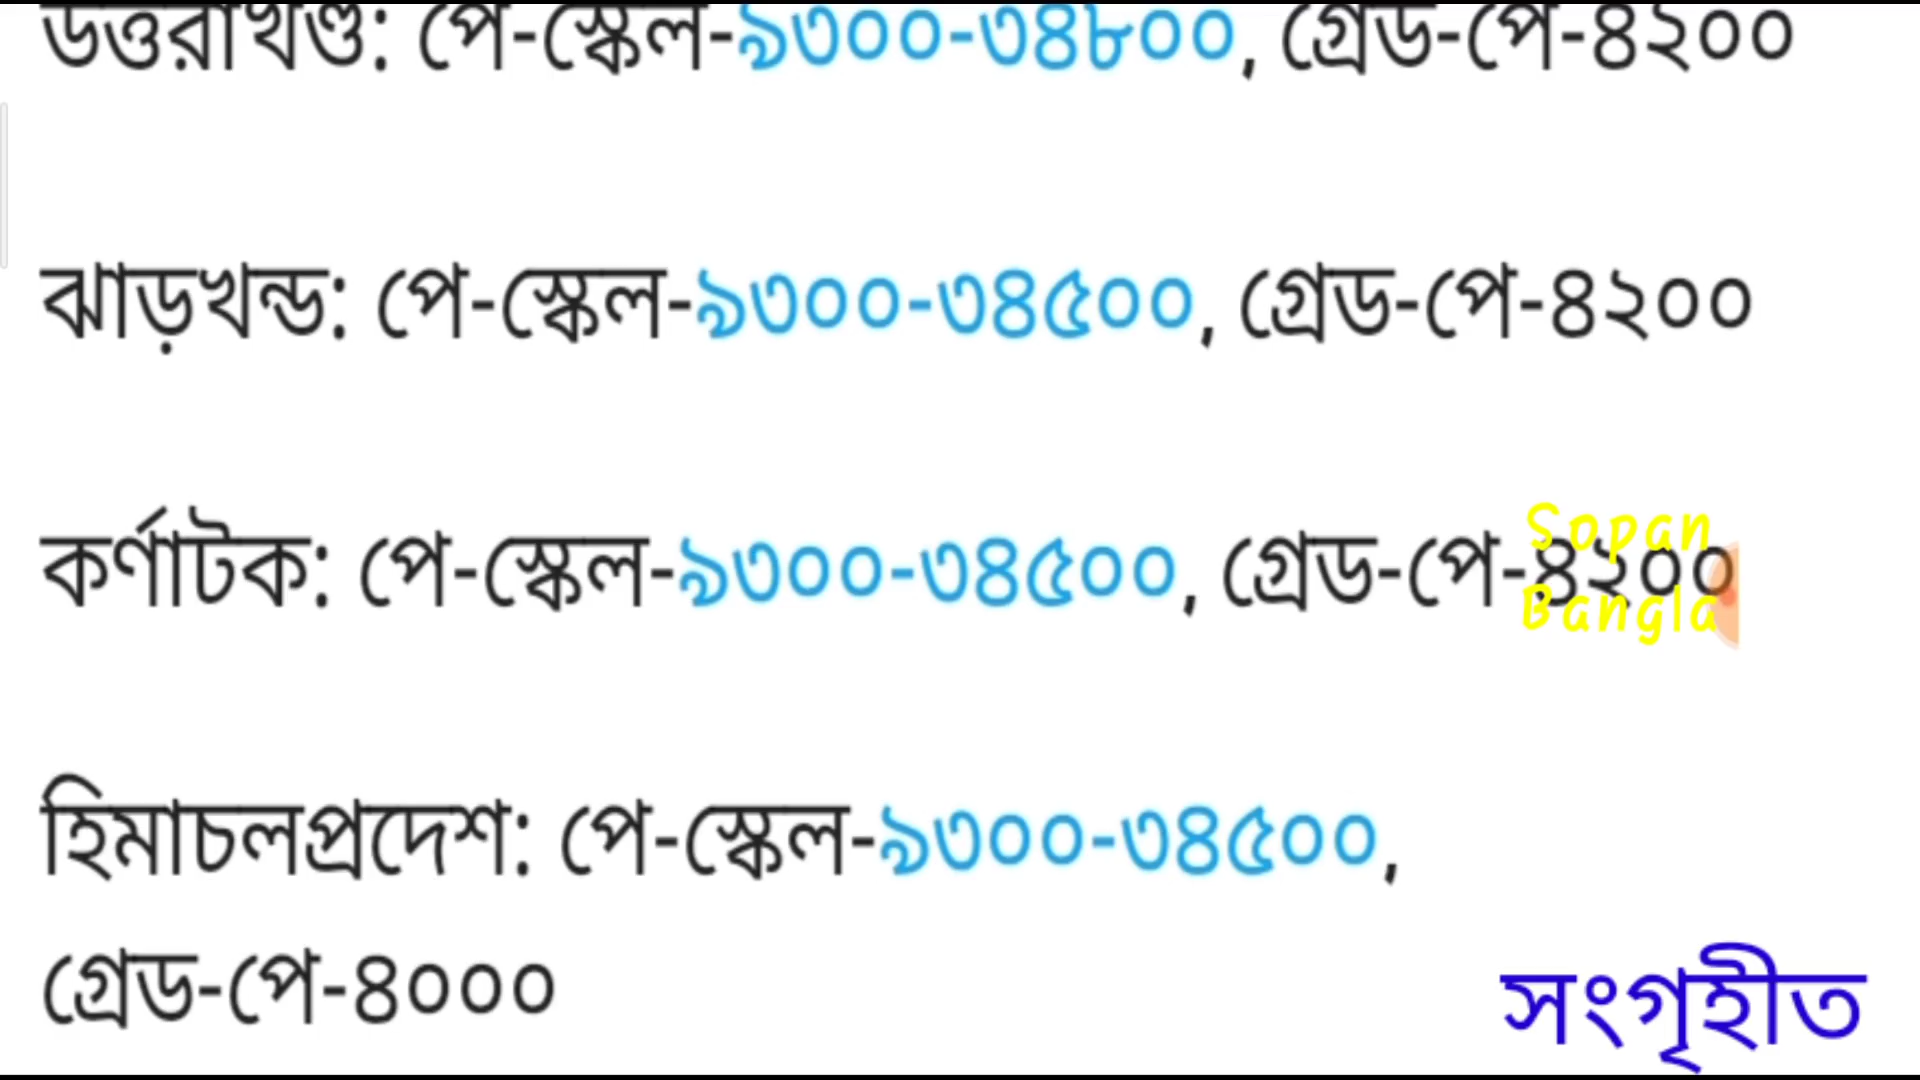 উত্তরাখণ্ড: পে-স্কেল-৯৩০০-৩৪৮০০, গ্রেড-পে-৪২০০
ঝাড়খন্ড: পে-স্কেল-৯৩০০-৩৪৫০০, গ্রেড-পে-৪২০০
কর্ণাটক: পে-স্কেল-৯৩০০-৩৪৫০০, গ্রেড-পে-৪২০০
Sopan
Bangla
হিমাচলপ্রদেশ: পে-স্কেল-৯৩০০-৩৪৫০০,
গ্রেড-পে-৪০০০
সংগৃহীত